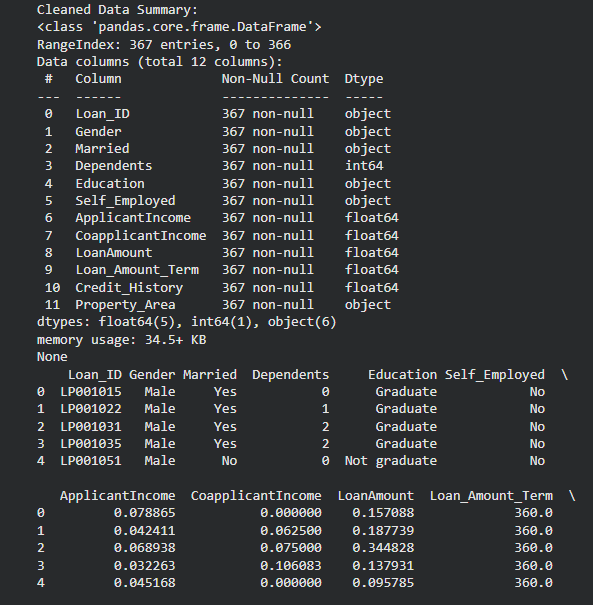 Cleaned Data Summary:
<class 'pandas.core.frame.DataFrame'>
RangeIndex: 367 entries, 0 to 366
Data columns (total 12 columns):
 #   Column             Non-Null Count  Dtype
---  ------             --------------  -----
 0   Loan_ID            367 non-null    object
 1   Gender             367 non-null    object
 2   Married            367 non-null    object
 3   Dependents         367 non-null    int64
 4   Education          367 non-null    object
 5   Self_Employed      367 non-null    object
 6   ApplicantIncome    367 non-null    float64
 7   CoapplicantIncome  367 non-null    float64
 8   LoanAmount         367 non-null    float64
 9   Loan_Amount_Term   367 non-null    float64
 10  Credit_History     367 non-null    float64
 11  Property_Area      367 non-null    object
dtypes: float64(5), int64(1), object(6)
memory usage: 34.5+ KB
None
    Loan_ID Gender Married  Dependents     Education Self_Employed  \
0  LP001015   Male     Yes           0      Graduate            No
1  LP001022   Male     Yes           1      Graduate            No
2  LP001031   Male     Yes           2      Graduate            No
3  LP001035   Male     Yes           2      Graduate            No
4  LP001051   Male      No           0  Not graduate            No

   ApplicantIncome  CoapplicantIncome  LoanAmount  Loan_Amount_Term  \
0         0.078865           0.000000    0.157088             360.0
1         0.042411           0.062500    0.187739             360.0
2         0.068938           0.075000    0.344828             360.0
3         0.032263           0.106083    0.137931             360.0
4         0.045168           0.000000    0.095785             360.0